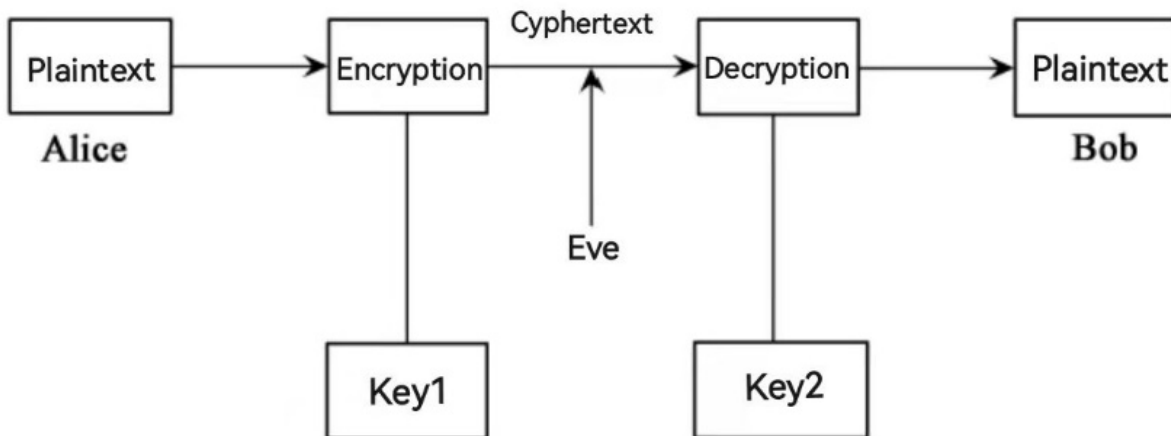 Cyphertext
Plaintext Encryption Decryption Plaintext
Alice Bob
Eve
Key1 Key2